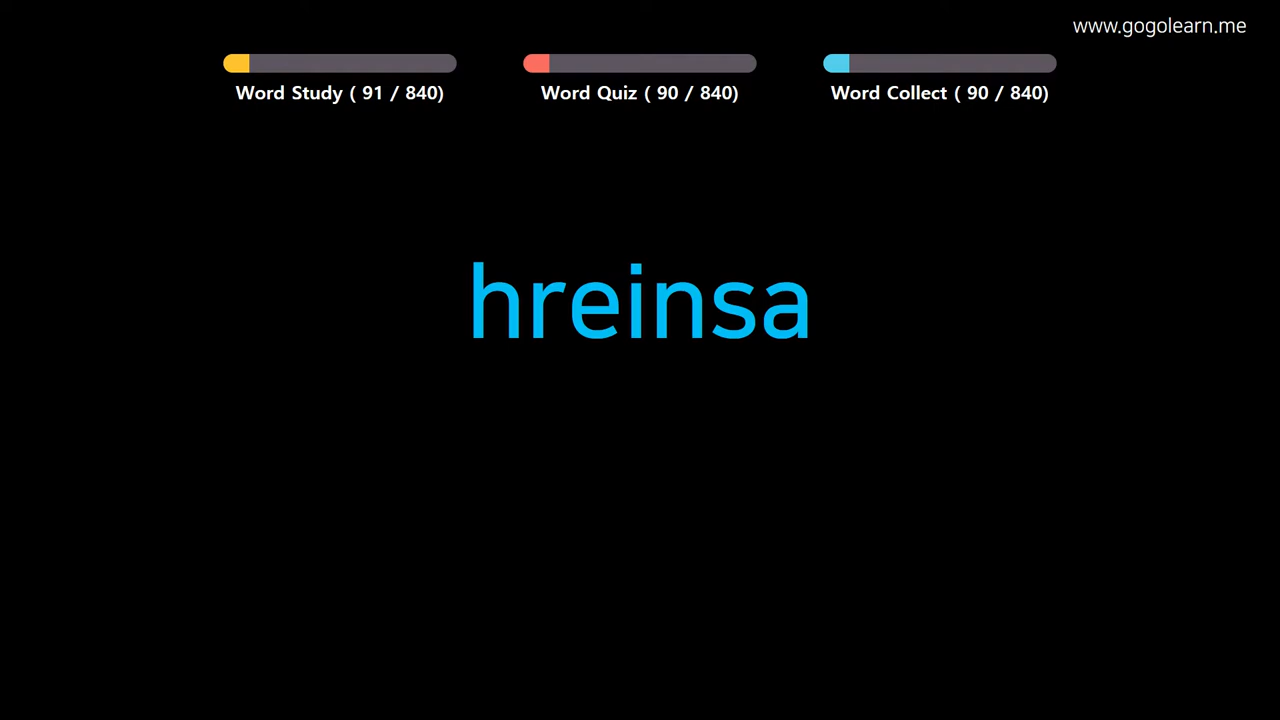 www.gogolearn.me
Word Study ( 91 / 840)
Word Quiz ( 90 / 840)
Word Collect ( 90 / 840)
hreinsa